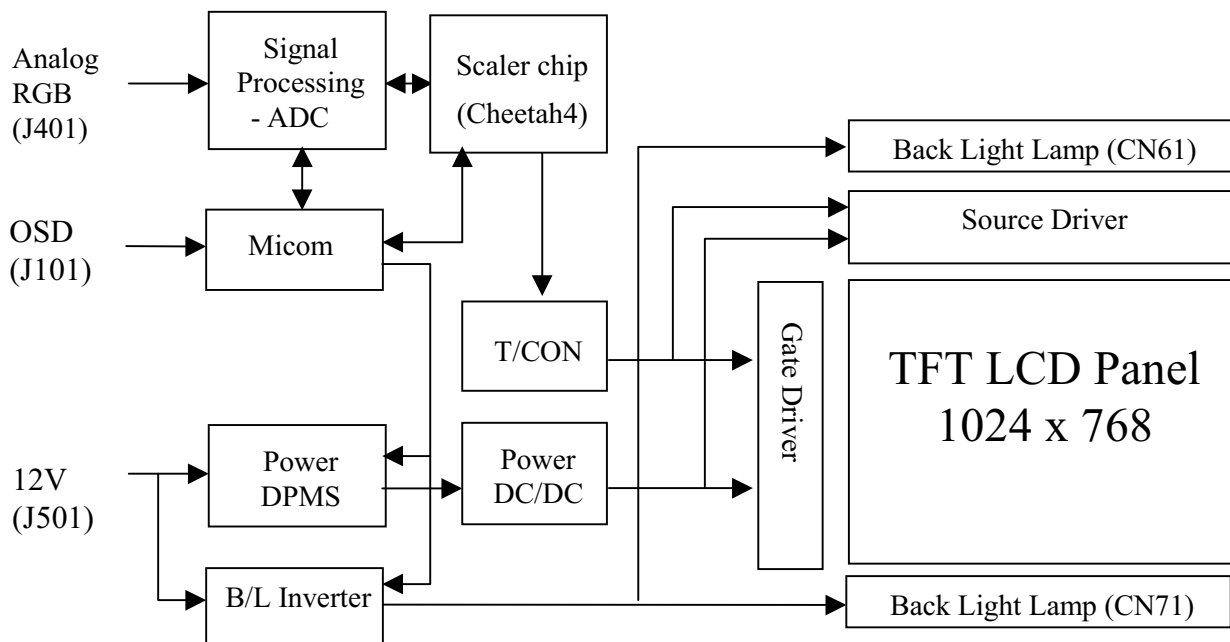 Analog
RGB
(J401)
Signal
Processing
- ADC
Scaler chip
(Cheetah4)
Back Light Lamp (CN61)
OSD
(J101)
Micom
Source Driver
T/CON
Gate Driver
TFT LCD Panel
1024 x 768
12V
(J501)
Power
DPMS
Power
DC/DC
B/L Inverter
Back Light Lamp (CN71)